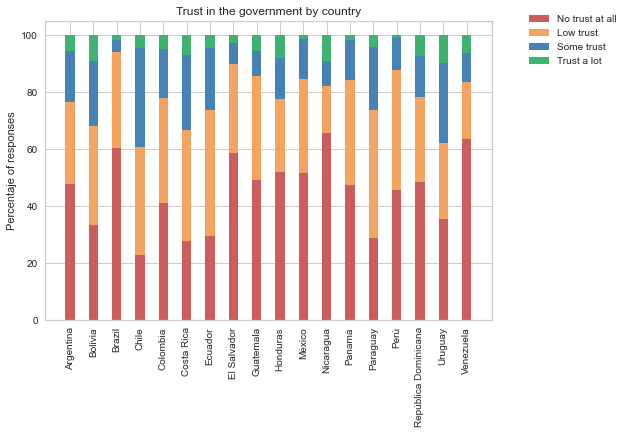 Trust in the government by country
No trust at all
Low trust
Some trust
Trust a lot
Percentaje of responses
100
80
60
40
20
0
Argentina
Bolivia
Brazil
Chile
Colombia
Costa Rica
Ecuador
El Salvador
Guatemala
Honduras
México
Nicaragua
Panamá
Paraguay
Perú
República Dominicana
Uruguay
Venezuela